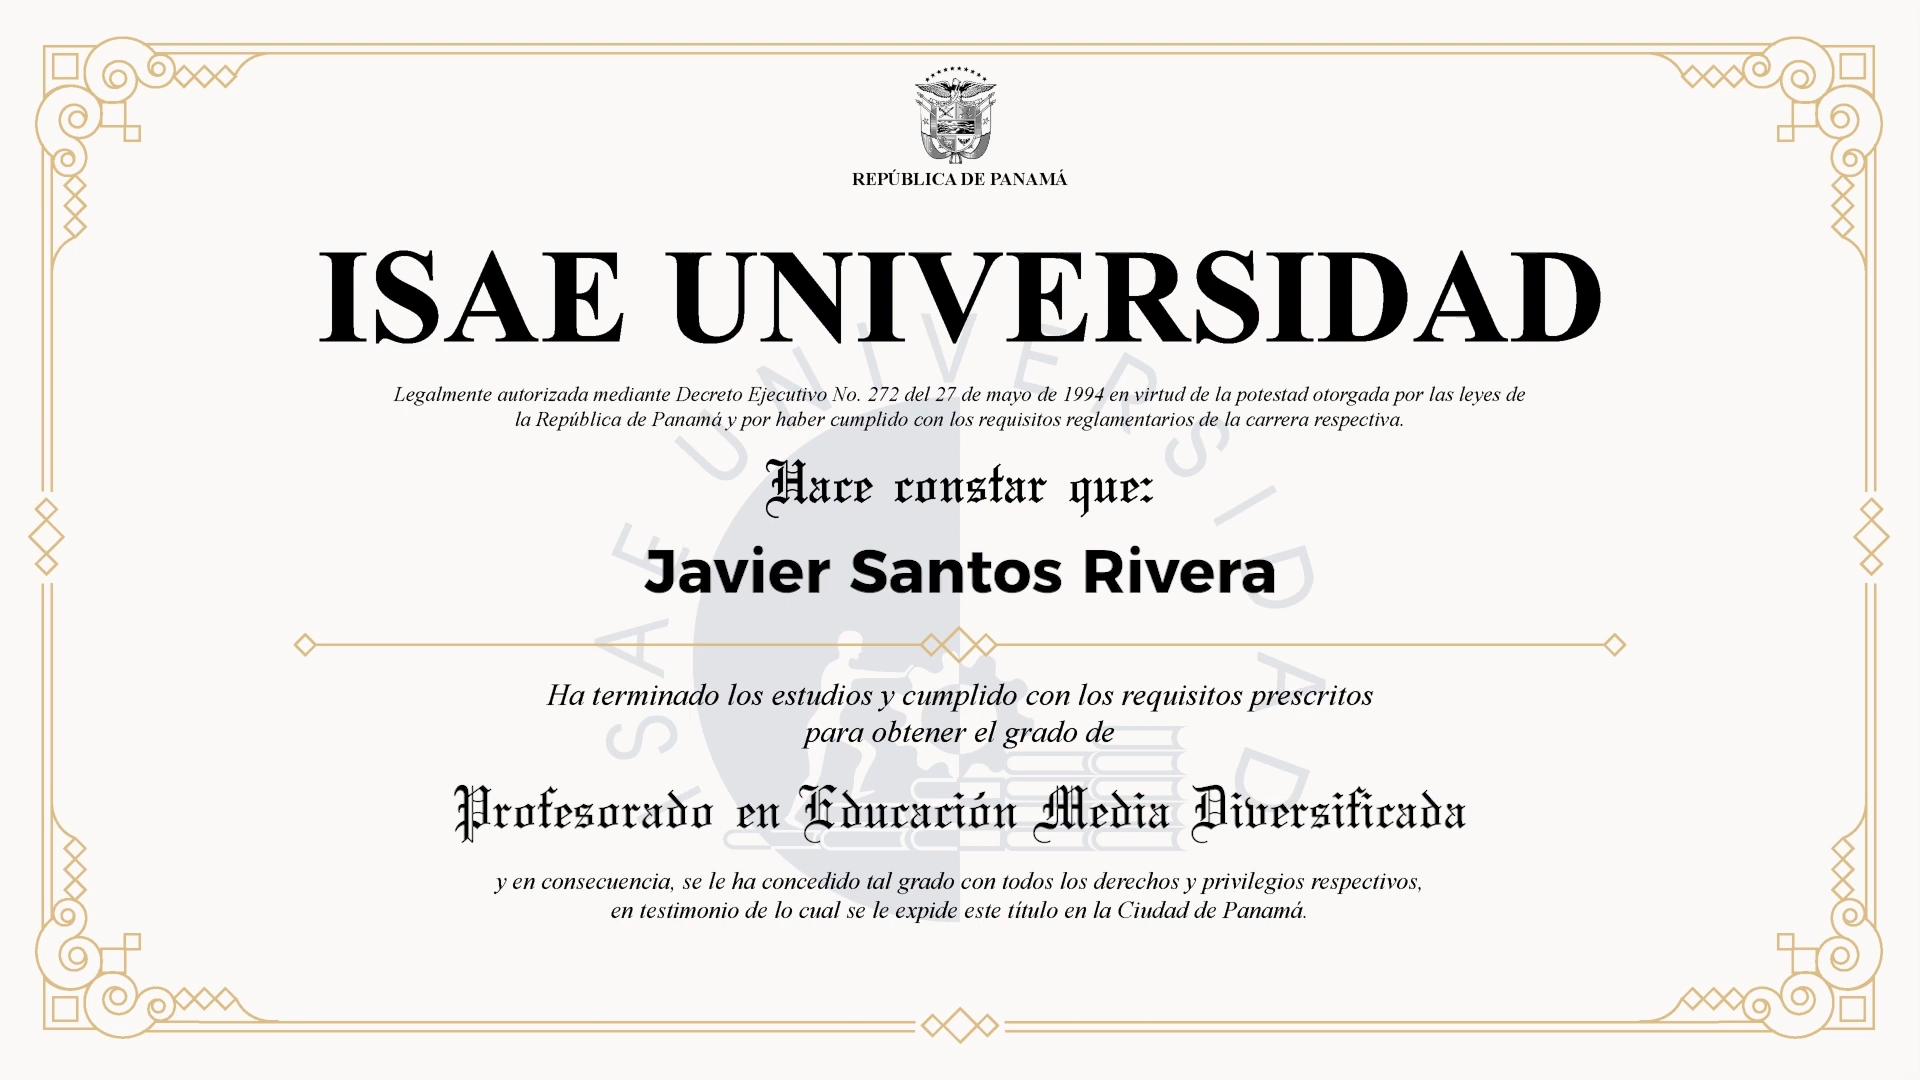 REPÚBLICA DE PANAMÁ
ISAE UNIVERSIDAD
Legalmente autorizada mediante Decreto Ejecutivo No. 272 del 27 de mayo de 1994 en virtud de la potestad otorgada por las leyes de
la República de Panamá y por haber cumplido con los requisitos reglamentarios de la carrera respectiva.
Hace constar que:
Javier Santos Rivera
Ha terminado los estudios y cumplido con los requisitos prescritos
para obtener el grado de
Profesorado en Educación Media Diversificada
y en consecuencia, se le ha concedido tal grado con todos los derechos y privilegios respectivos,
en testimonio de lo cual se le expide este título en la Ciudad de Panamá.
ISAE UNIVERSIDAD